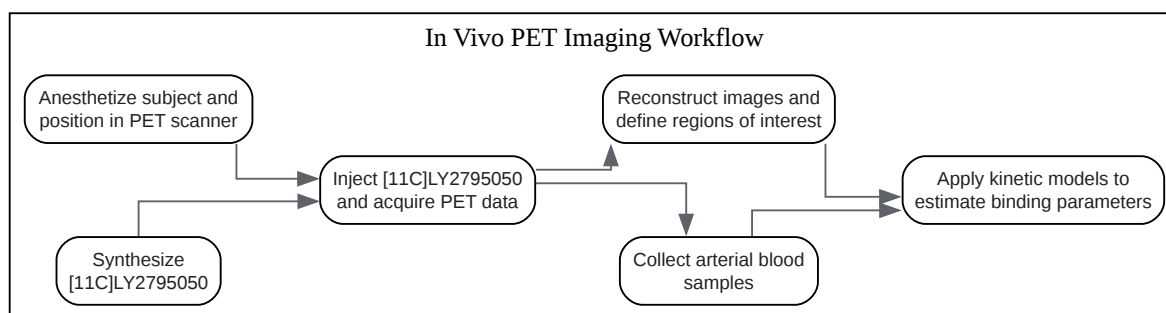 In Vivo PET Imaging Workflow
Anesthetize subject and
position in PET scanner
Synthesize
[11C]LY2795050
Inject [11C]LY2795050
and acquire PET data
Reconstruct images and
define regions of interest
Collect arterial blood
samples
Apply kinetic models to
estimate binding parameters